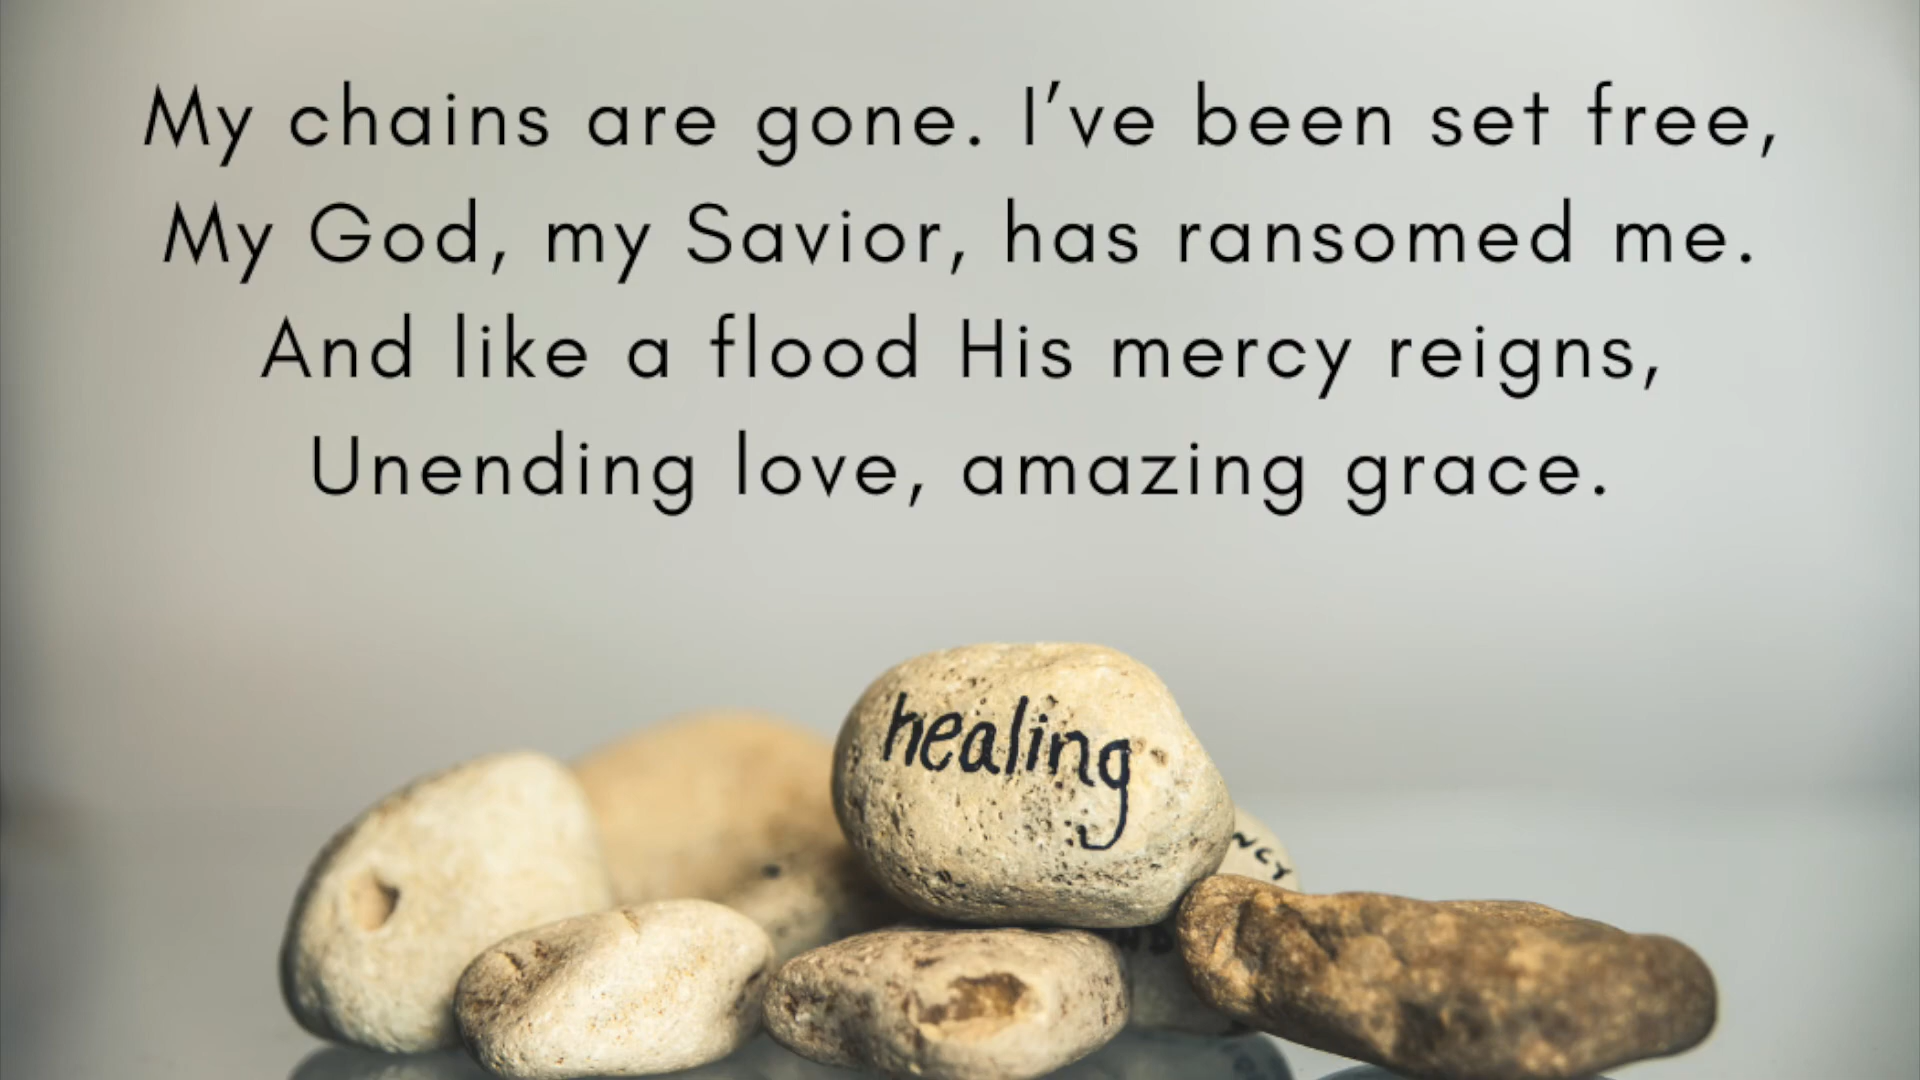 My chains are gone. I’ve been set free,
My God, my Savior, has ransomed me.
And like a flood His mercy reigns,
Unending love, amazing grace.
healing